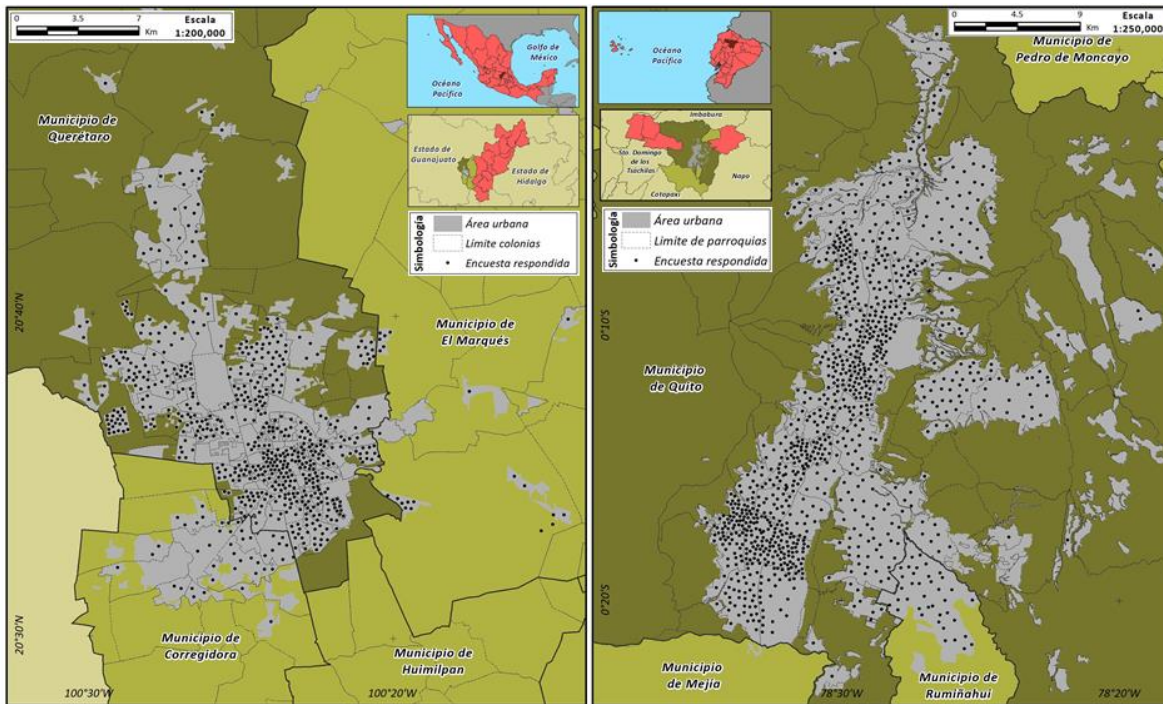 0 3.5 7
Km
Escala
1:200,000
Golfo de
México
Océano
Pacífico
Estado de
Guanajuato
Estado de
Hidalgo
Simbología
Área urbana
Limite colonias
Encuesta respondida
Municipio de
Querétaro
Municipio de
El Marqués
Municipio de
Corregidora
Municipio de
Huimilpan
20°40'N
20°30'N
100°30'W
100°20'W
0 4.5 9
Km
Escala
1:250,000
Océano
Pacífico
Imbabura
Sto. Domingo
de los
Tsáchilas
Napo
Cotopaxi
Simbología
Área urbana
Limite de parroquias
Encuesta respondida
Municipio de
Pedro de Moncayo
Municipio
de Quito
Municipio
de Mejia
Municipio de
Rumiñahui
0°10'S
0°20'S
78°30'W
78°20'W